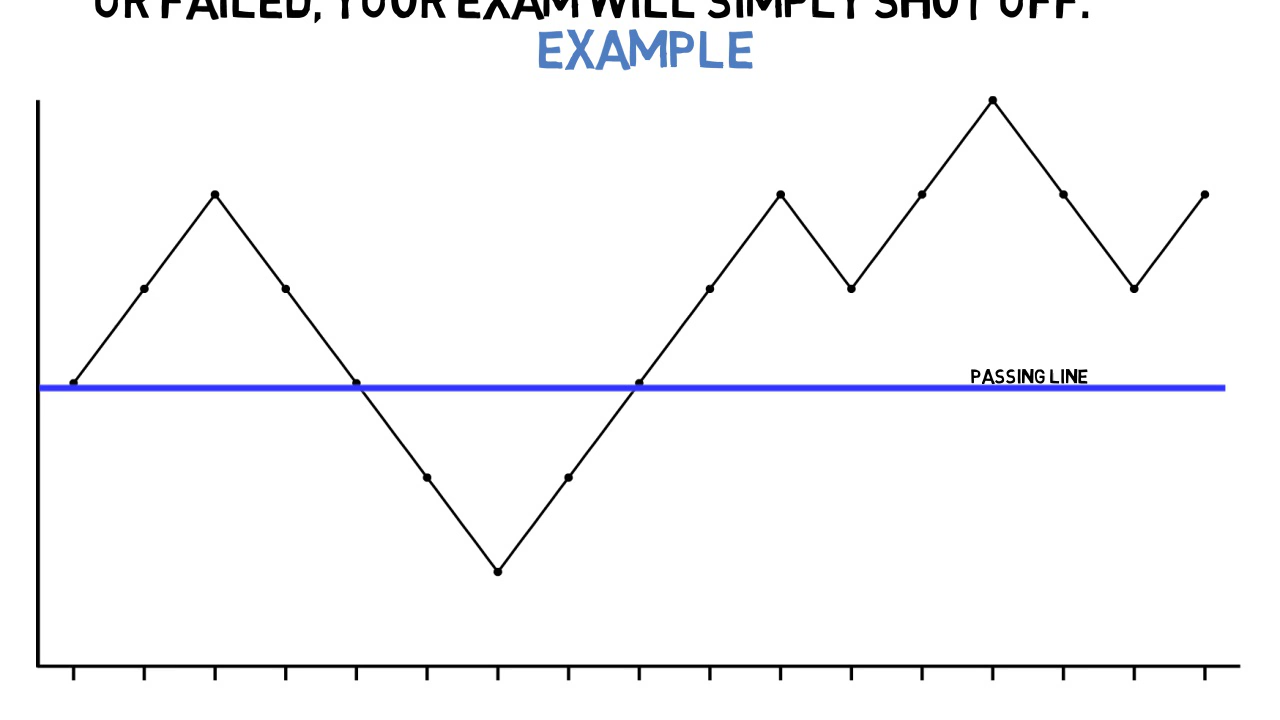 OR FAILED, YOUR EXAM WILL SIMPLY SHUT OFF.
EXAMPLE
PASSING LINE